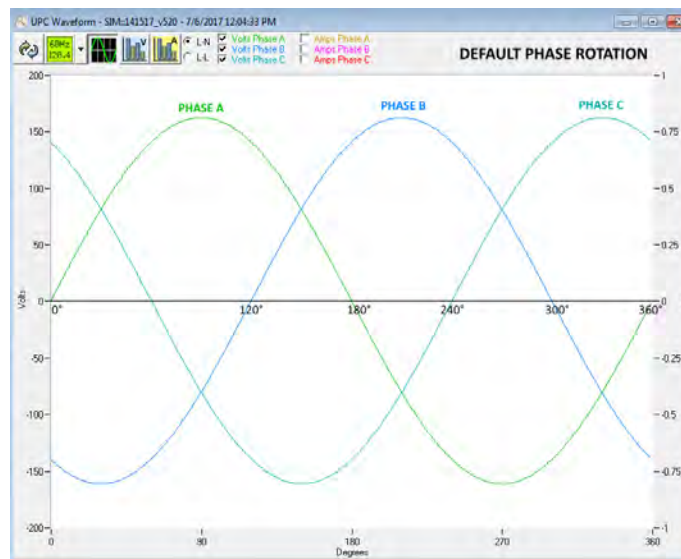 UPC Waveform - SIM:141517_v520 - 7/6/2017 12:04:33 PM
60Hz
120.4
V
A
L-N
L-L
Volts Phase A
Volts Phase B
Volts Phase C
Amps Phase A
Amps Phase B
Amps Phase C
DEFAULT PHASE ROTATION
200
150
100
50
0
-50
-100
-150
-200
Volts
PHASE A
PHASE B
PHASE C
0°
120°
180°
240°
300°
360°
1
0.75
0.5
0.25
0
-0.25
-0.5
-0.75
-1
0
90
180
270
360
Degrees